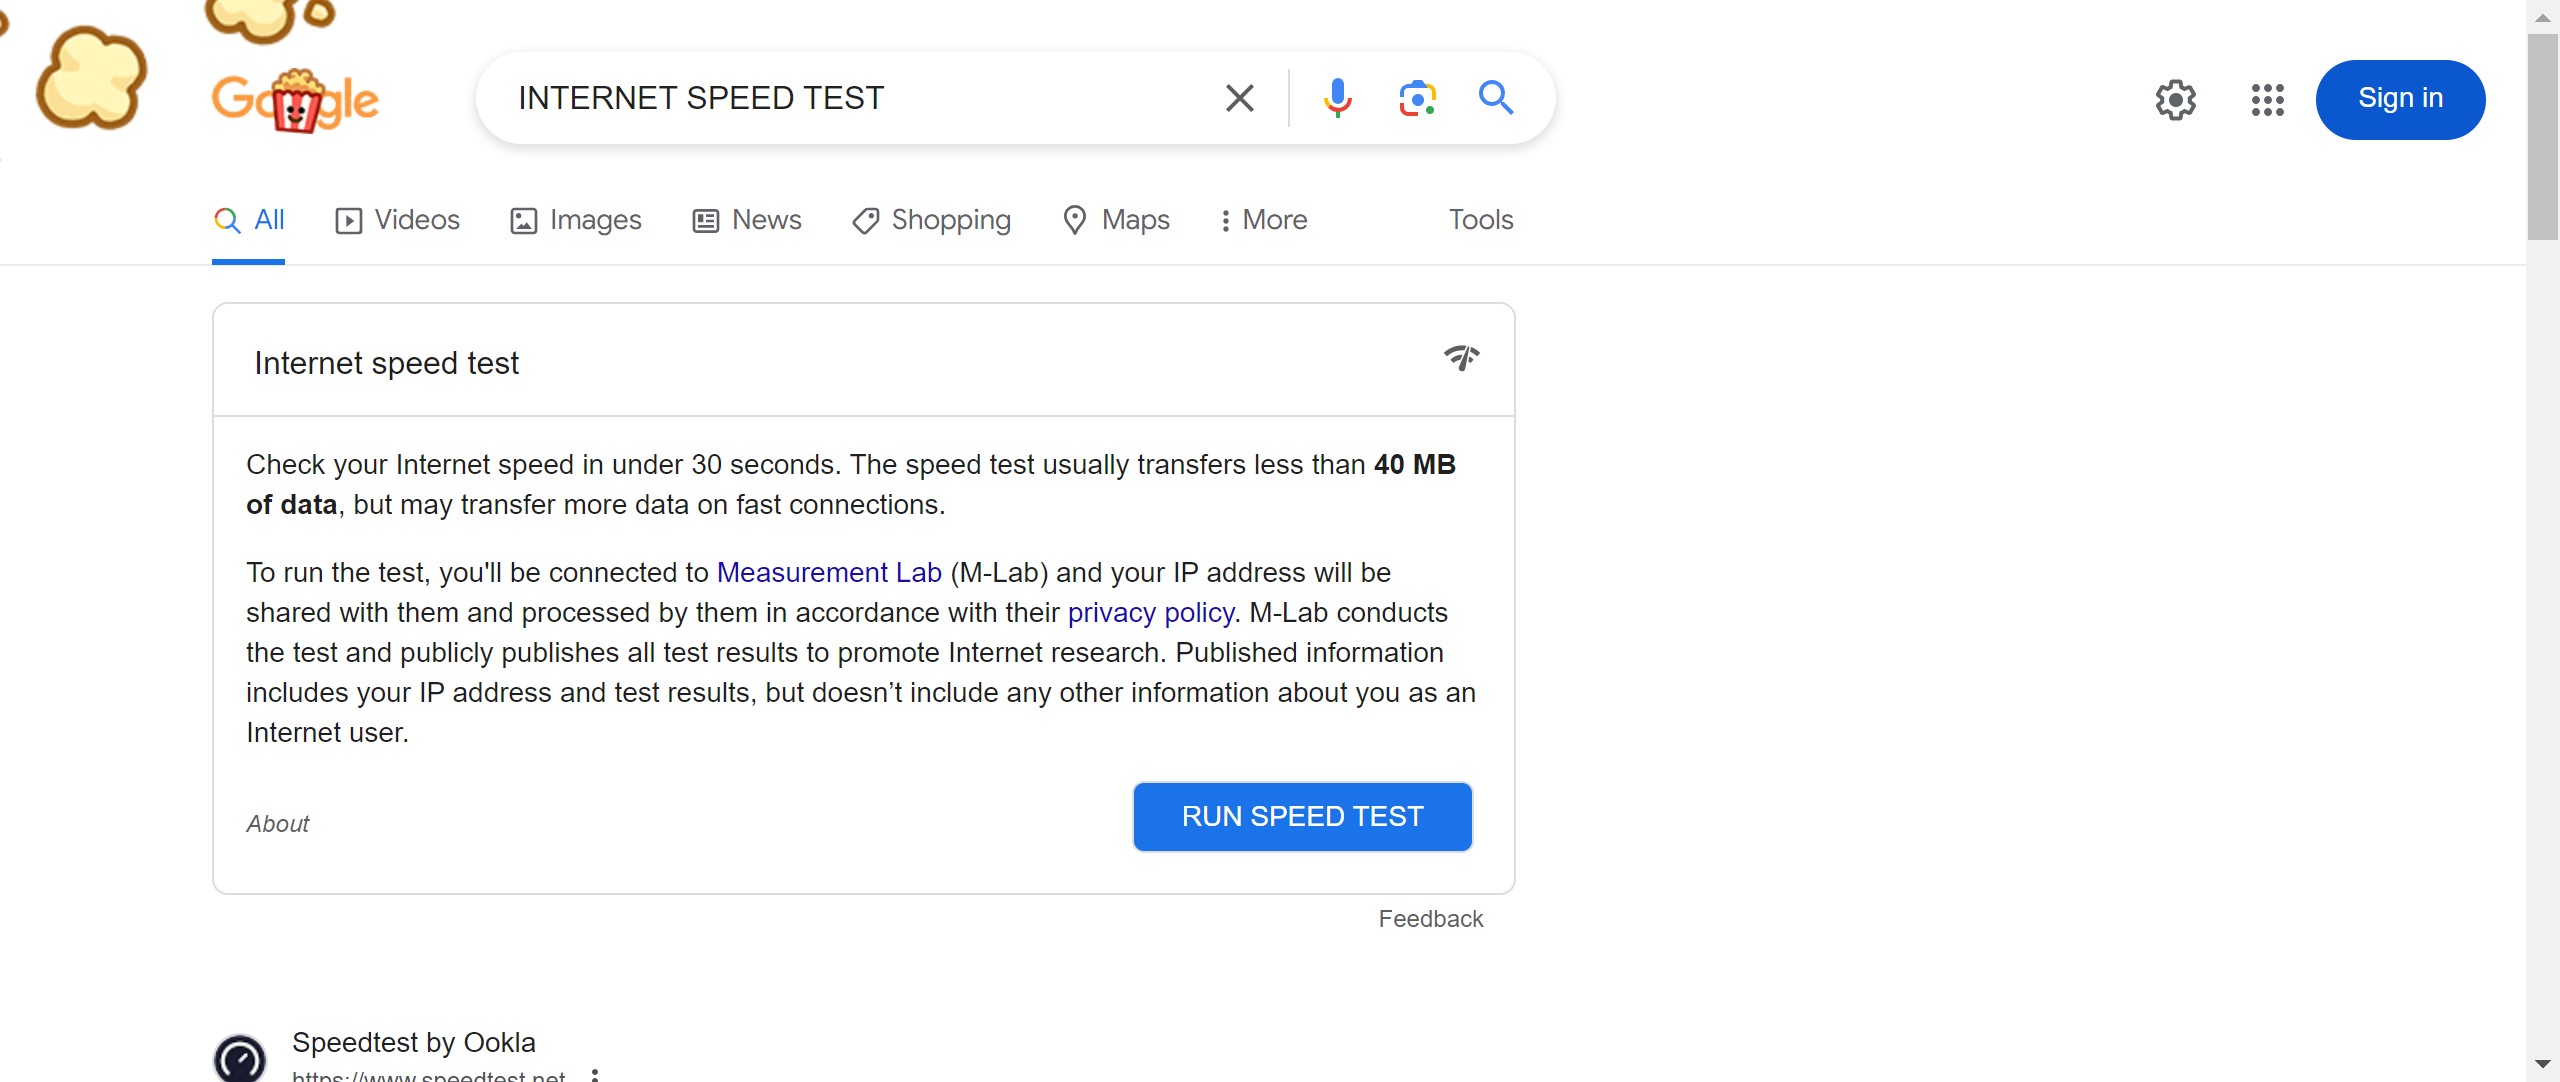 Google
INTERNET SPEED TEST
Sign in
All
Videos
Images
News
Shopping
Maps
More
Tools
Internet speed test
Check your Internet speed in under 30 seconds. The speed test usually transfers less than 40 MB
of data, but may transfer more data on fast connections.
To run the test, you'll be connected to Measurement Lab (M-Lab) and your IP address will be
shared with them and processed by them in accordance with their privacy policy. M-Lab conducts
the test and publicly publishes all test results to promote Internet research. Published information
includes your IP address and test results, but doesn’t include any other information about you as an
Internet user.
About
RUN SPEED TEST
Feedback
Speedtest by Ookla
https://www.speedtest.net